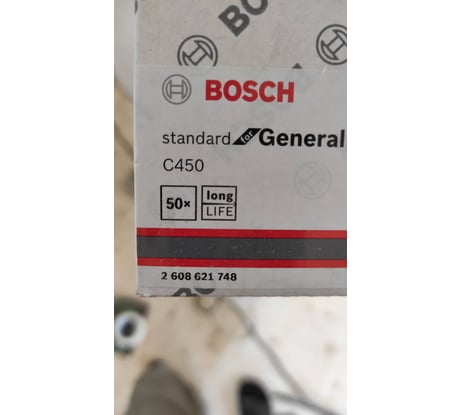 BOSCH
standard for General
C450
50×
long
LIFE
2 608 621 748